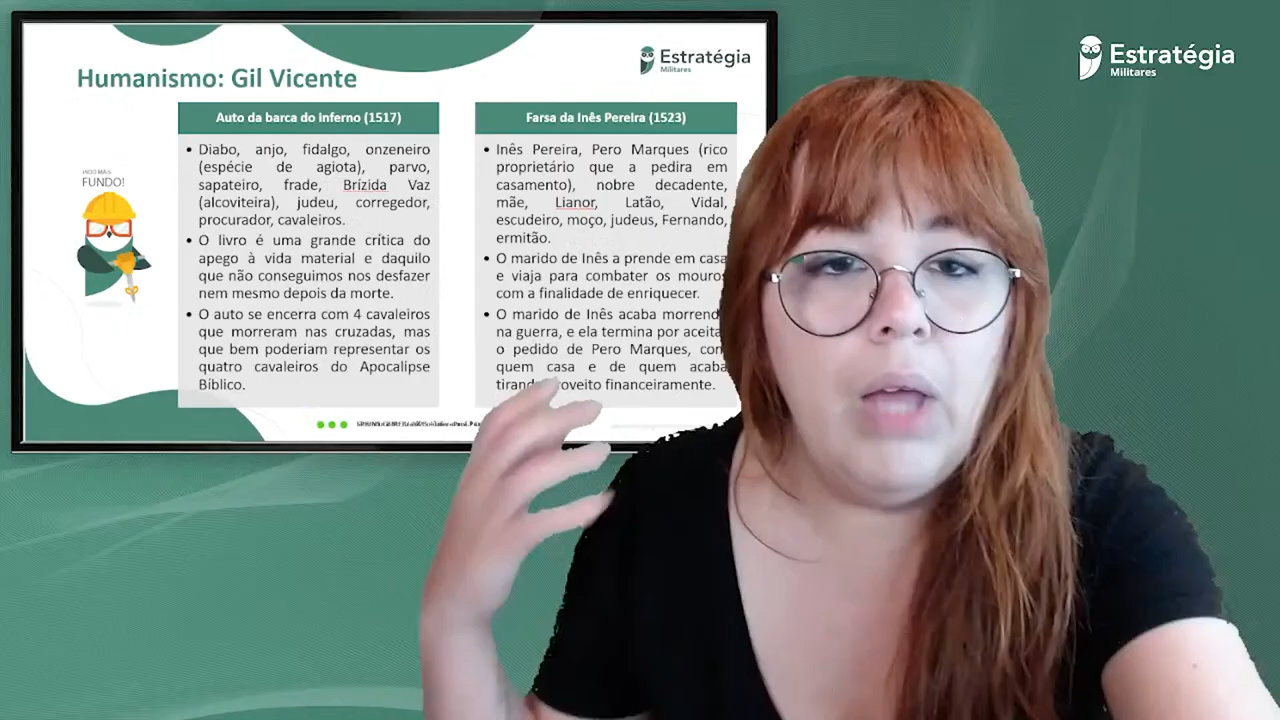 Humanismo: Gil Vicente
Estratégia
Militares
Estratégia
Militares
INDO MAIS
FUNDO!
Auto da barca do inferno (1517)
• Diabo, anjo, fidalgo, onzeneiro
(espécie de agiota), parvo,
sapateiro, frade, Brízida Vaz
(alcoviteira), judeu, corregedor,
procurador, cavaleiros.
• O livro é uma grande crítica do
apego à vida material e daquilo
que não conseguimos nos desfazer
nem mesmo depois da morte.
• O auto se encerra com 4 cavaleiros
que morreram nas cruzadas, mas
que bem poderiam representar os
quatro cavaleiros do Apocalipse
Bíblico.
Farsa da Inês Pereira (1523)
• Inês Pereira, Pero Marques (rico
proprietário que a pedira em
casamento), nobre decadente,
mãe, Lianor, Latão, Vidal,
escudeiro, moço, judeus, Fernando,
ermitão.
• O marido de Inês a prende em casa
e viaja para combater os mouros
com a finalidade de enriquecer.
• O marido de Inês acaba morrend
na guerra, e ela termina por aceita
o pedido de Pero Marques, con
quem casa e de quem acaba
financeiramente.